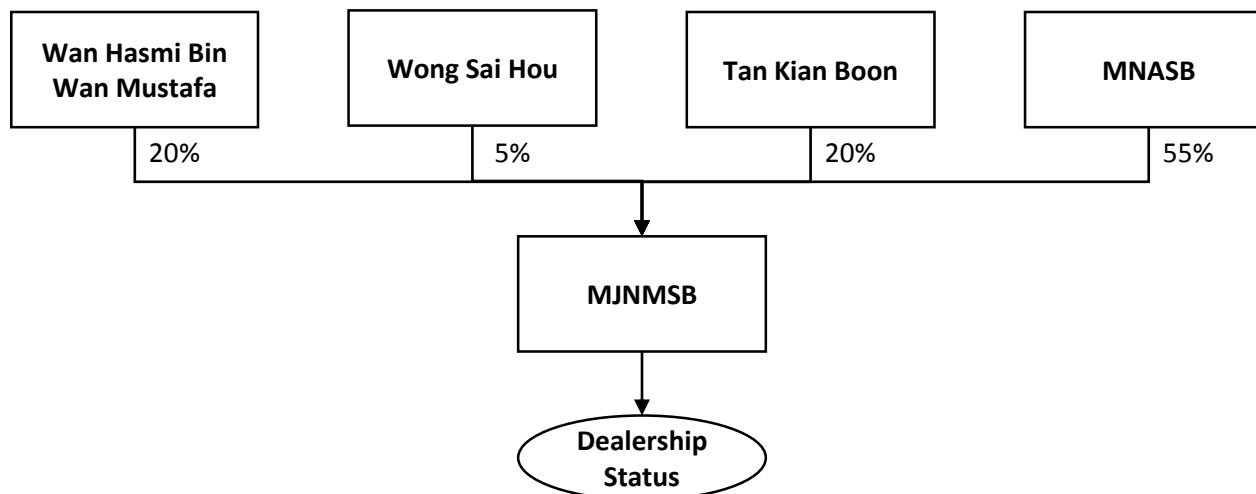 Wan Hasmi Bin
Wan Mustafa
Wong Sai Hou
Tan Kian Boon
MNASB
20%
5%
20%
55%
MJNMSB
Dealership
Status